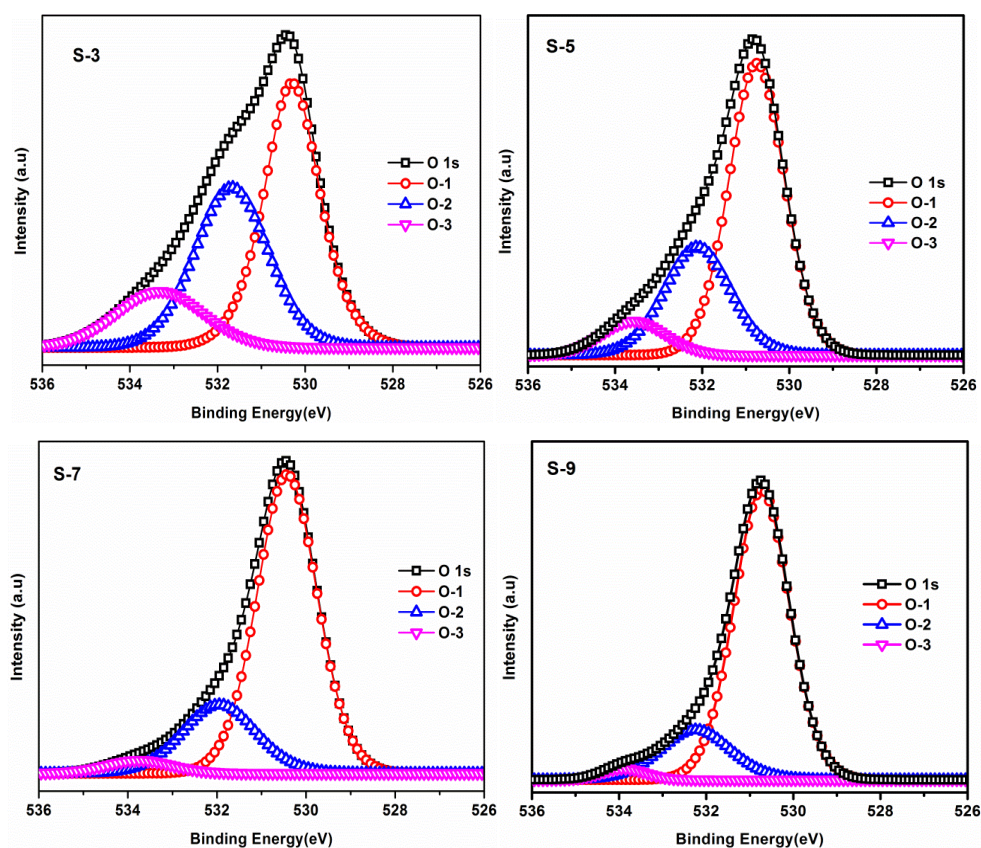 S-3
Intensity (a.u)
O 1s
O-1
O-2
O-3
536 534 532 530 528 526
Binding Energy(eV)
S-5
Intensity (a.u)
O 1s
O-1
O-2
O-3
536 534 532 530 528 526
Binding Energy(eV)
S-7
Intensity (a.u)
O 1s
O-1
O-2
O-3
536 534 532 530 528 526
Binding Energy(eV)
S-9
Intensity (a.u)
O 1s
O-1
O-2
O-3
536 534 532 530 528 526
Binding Energy(eV)